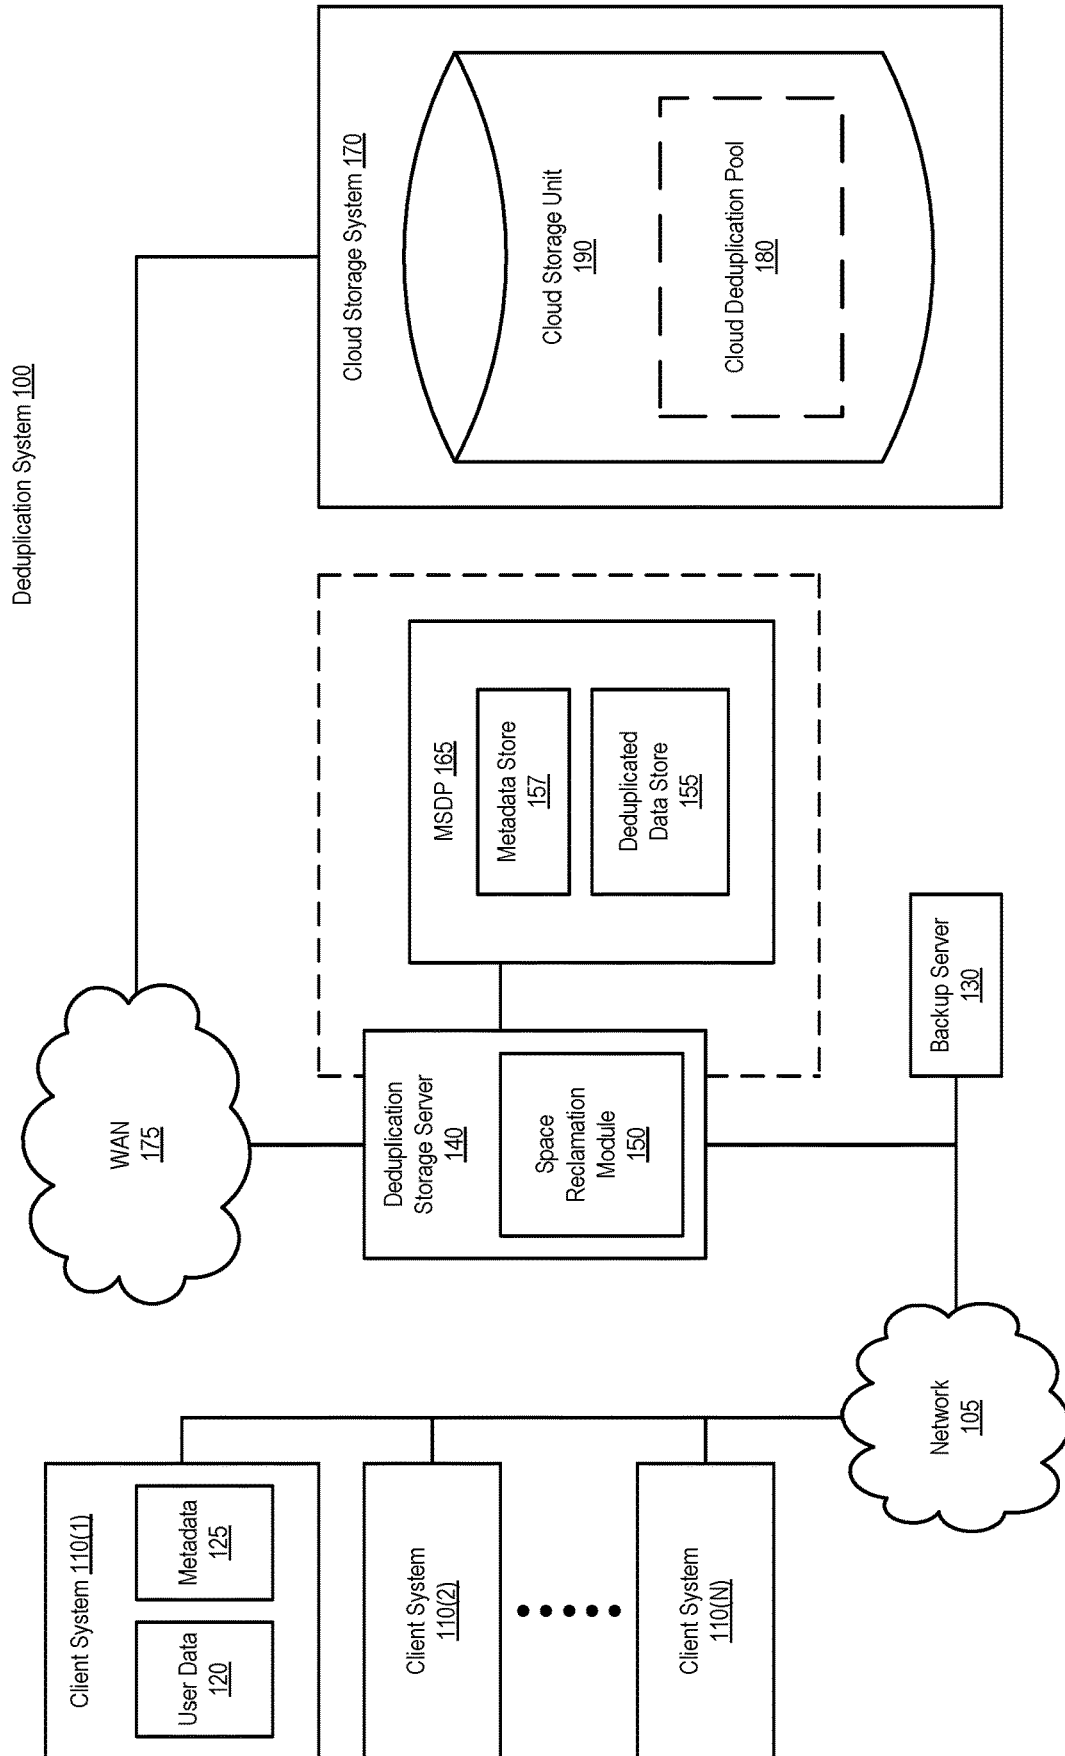 Deduplication System 100
Client System 110(1)
User Data
120
Metadata
125
Client System
110(2)
Client System
110(N)
Network
105
WAN
175
Deduplication
Storage Server
140
Space
Reclamation
Module
150
Backup Server
130
MSDP 165
Metadata Store
157
Deduplicated
Data Store
155
Cloud Storage System 170
Cloud Storage Unit
190
Cloud Deduplication Pool
180